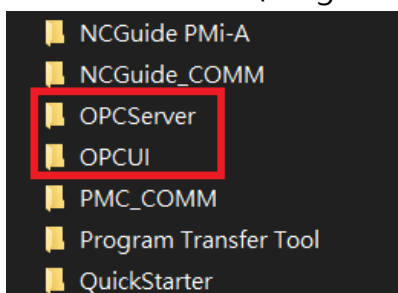 NCGuide PMi-A
NCGuide_COMM
OPCServer
OPCUI
PMC_COMM
Program Transfer Tool
QuickStarter